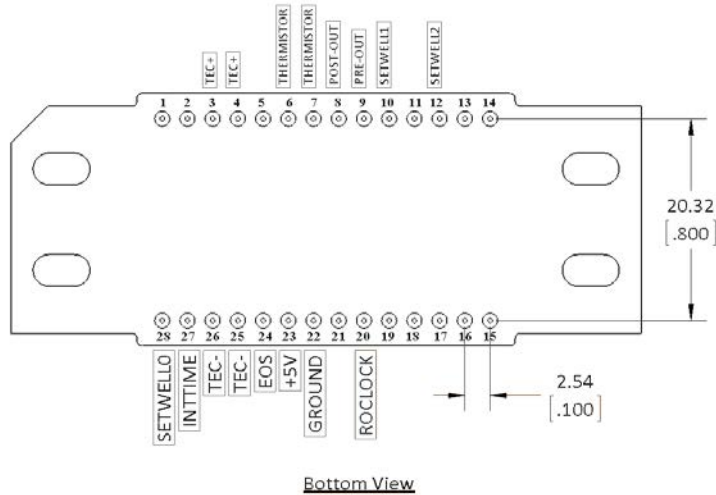 TEC+ TEC+ THERMISTOR THERMISTOR POST-OUT PRE-OUT SETWELL1 SETWELL2
1 2 3 4 5 6 7 8 9 10 11 12 13 14
20.32
[.800]
28 27 26 25 24 23 22 21 20 19 18 17 16 15
SETWELL0 INTTIME TEC- TEC- EOS +5V GROUND ROCLOCK
2.54
[.100]
Bottom View